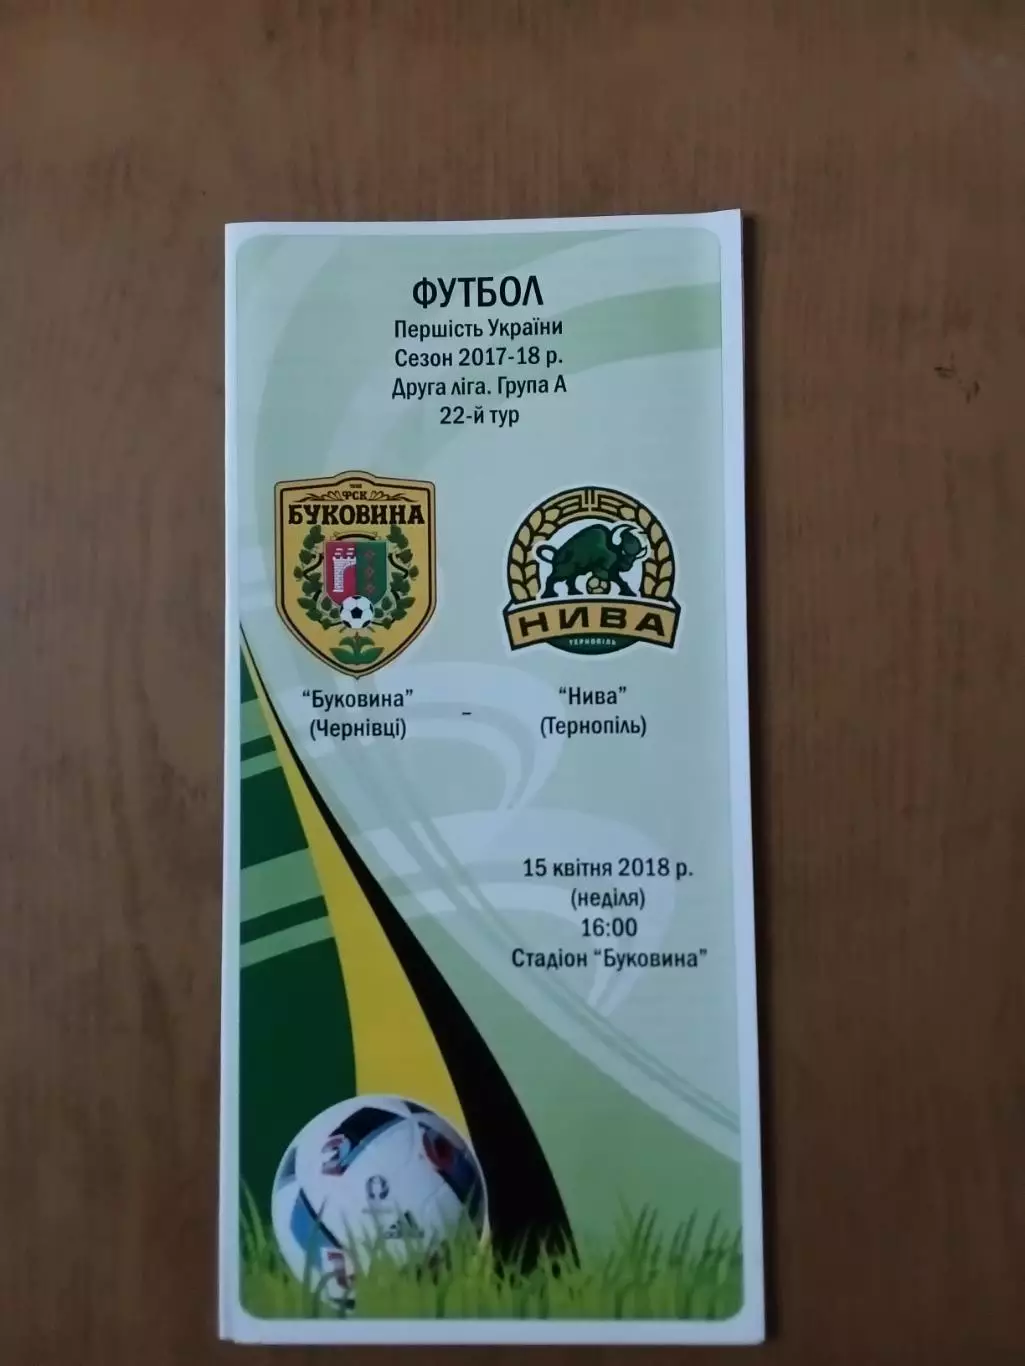 ФУТБОЛ
Першість України
Сезон 2017-18 р.
Друга ліга. Група А
22-й тур
ФСК
БУКОВИНА
НИВА
ТЕРНОПІЛЬ
“Буковина”
(Чернівці)
–
“Нива”
(Тернопіль)
15 квітня 2018 р.
(неділя)
16:00
Стадіон “Буковина”